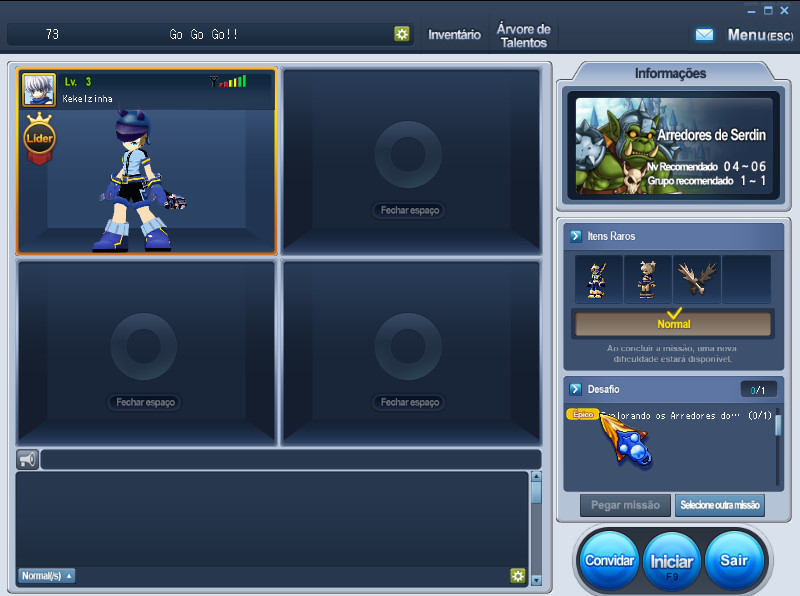 73 Go Go Go!!
Inventário
Árvore de
Talentos
Menu(ESC)
Lv. 3
Kekelzinha
Líder
Fechar espaço
Fechar espaço
Fechar espaço
Normal(s)
Informações
Arredores de Serdin
Nv Recomendado 04~06
Grupo recomendado 1~1
Itens Raros
Normal
Ao concluir a missão, uma nova
dificuldade estará disponível.
Desafio 0/1
Épico Explorando os Arredores do… (0/1)
Pegar missão
Selecione outra missão
Convidar
Iniciar
F9
Sair